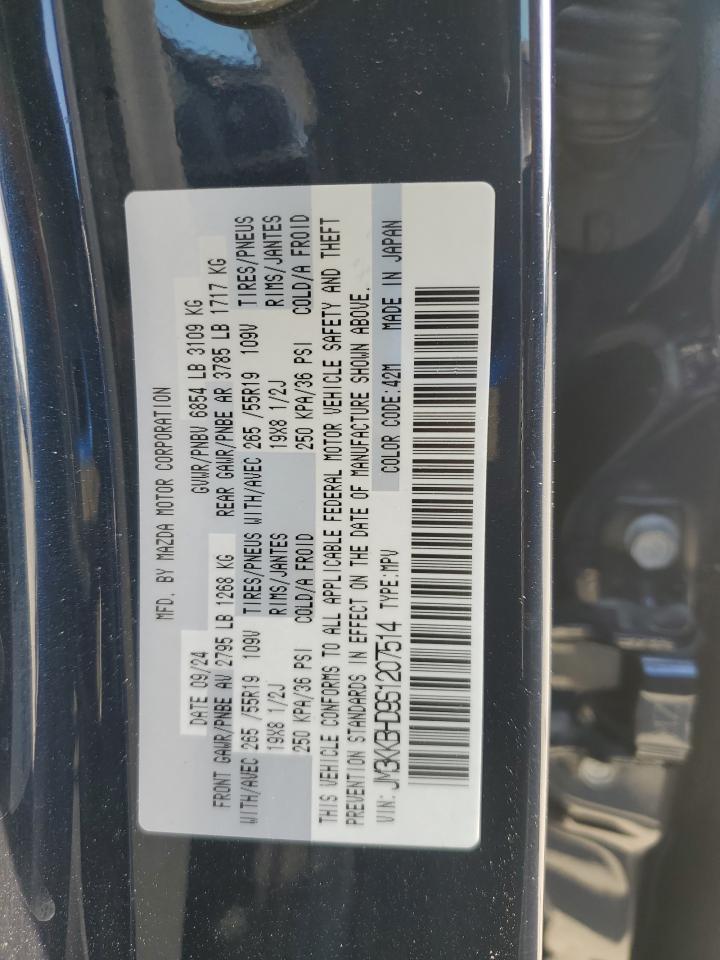 MFD. BY MAZDA MOTOR CORPORATION
DATE 09/24 GVWR/PNBV 6854 LB 3109 KG
FRONT GAWR/PNBE AV 2795 LB 1268 KG REAR GAWR/PNBE AR 3785 LB 1717 KG
WITH/AVEC 265 /55R19 109V TIRES/PNEUS WITH/AVEC 265 /55R19 109V TIRES/PNEUS
19X8 1/2J RIMS/JANTES 19X8 1/2J RIMS/JANTES
250 KPA/36 PSI COLD/A FROID 250 KPA/36 PSI COLD/A FROID
THIS VEHICLE CONFORMS TO ALL APPLICABLE FEDERAL MOTOR VEHICLE SAFETY AND THEFT
PREVENTION STANDARDS IN EFFECT ON THE DATE OF MANUFACTURE SHOWN ABOVE.
VIN: JM3KKBHD9S1207514 TYPE:MPV COLOR CODE:42M MADE IN JAPAN